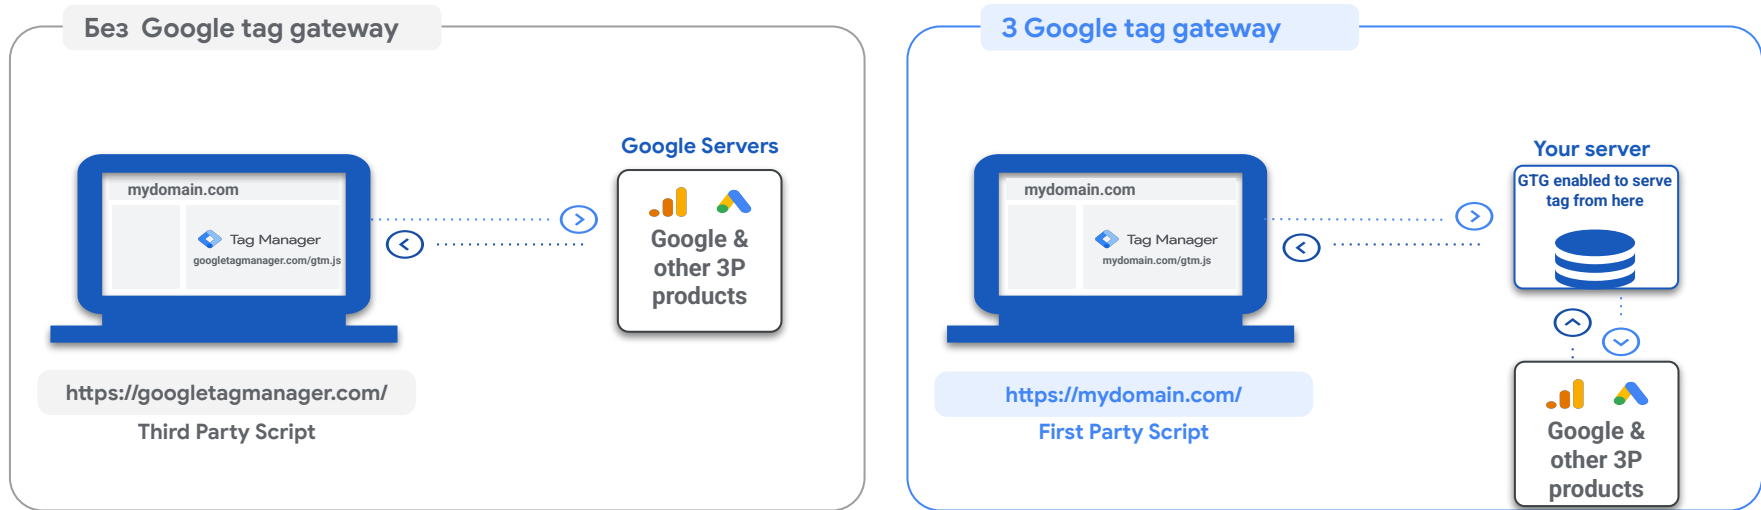 Без  Google tag gateway
Google Servers
mydomain.com
Tag Manager
googletagmanager.com/gtm.js
Google &
other 3P
products
https://googletagmanager.com/
Third Party Script
З Google tag gateway
Your server
GTG enabled to serve
tag from here
mydomain.com
Tag Manager
mydomain.com/gtm.js
https://mydomain.com/
First Party Script
Google &
other 3P
products